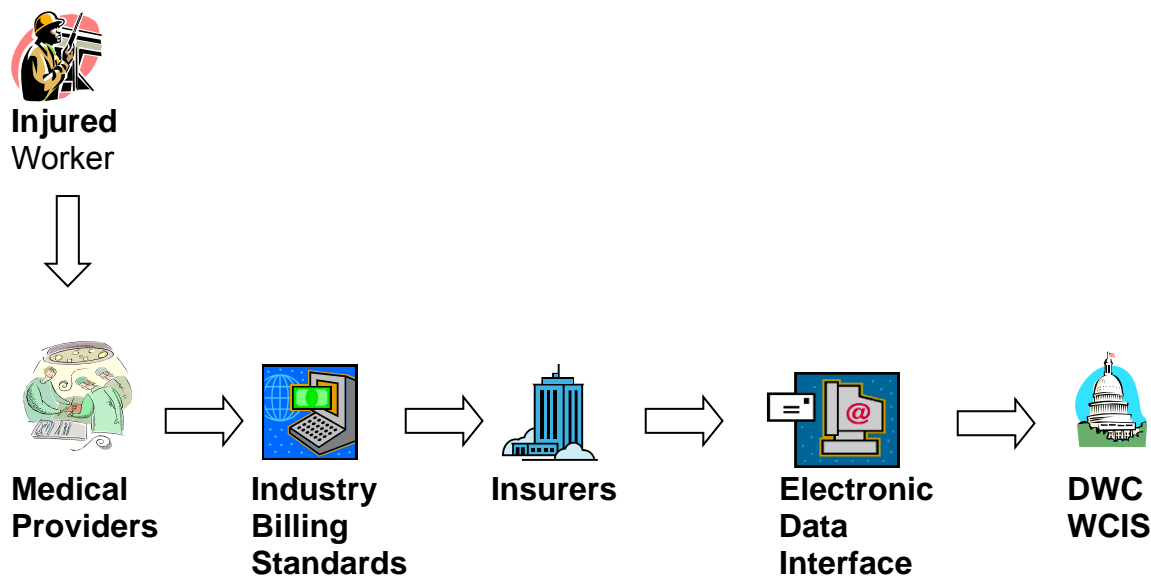 Injured
Worker
Medical
Providers
Industry
Billing
Standards
Insurers
@
Electronic
Data
Interface
DWC
WCIS